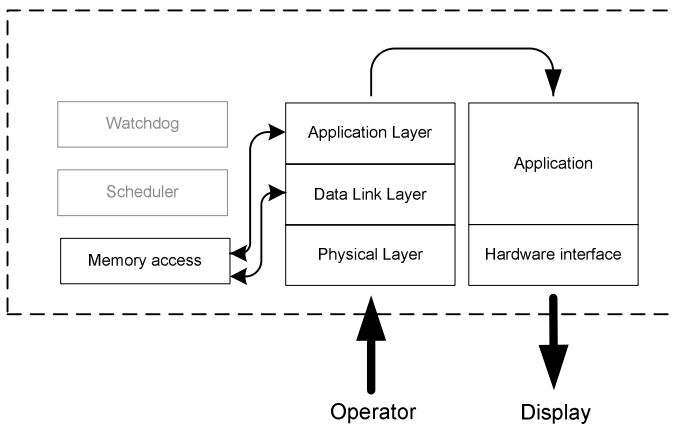 Watchdog
Scheduler
Memory access
Application Layer
Data Link Layer
Physical Layer
Application
Hardware interface
Operator
Display